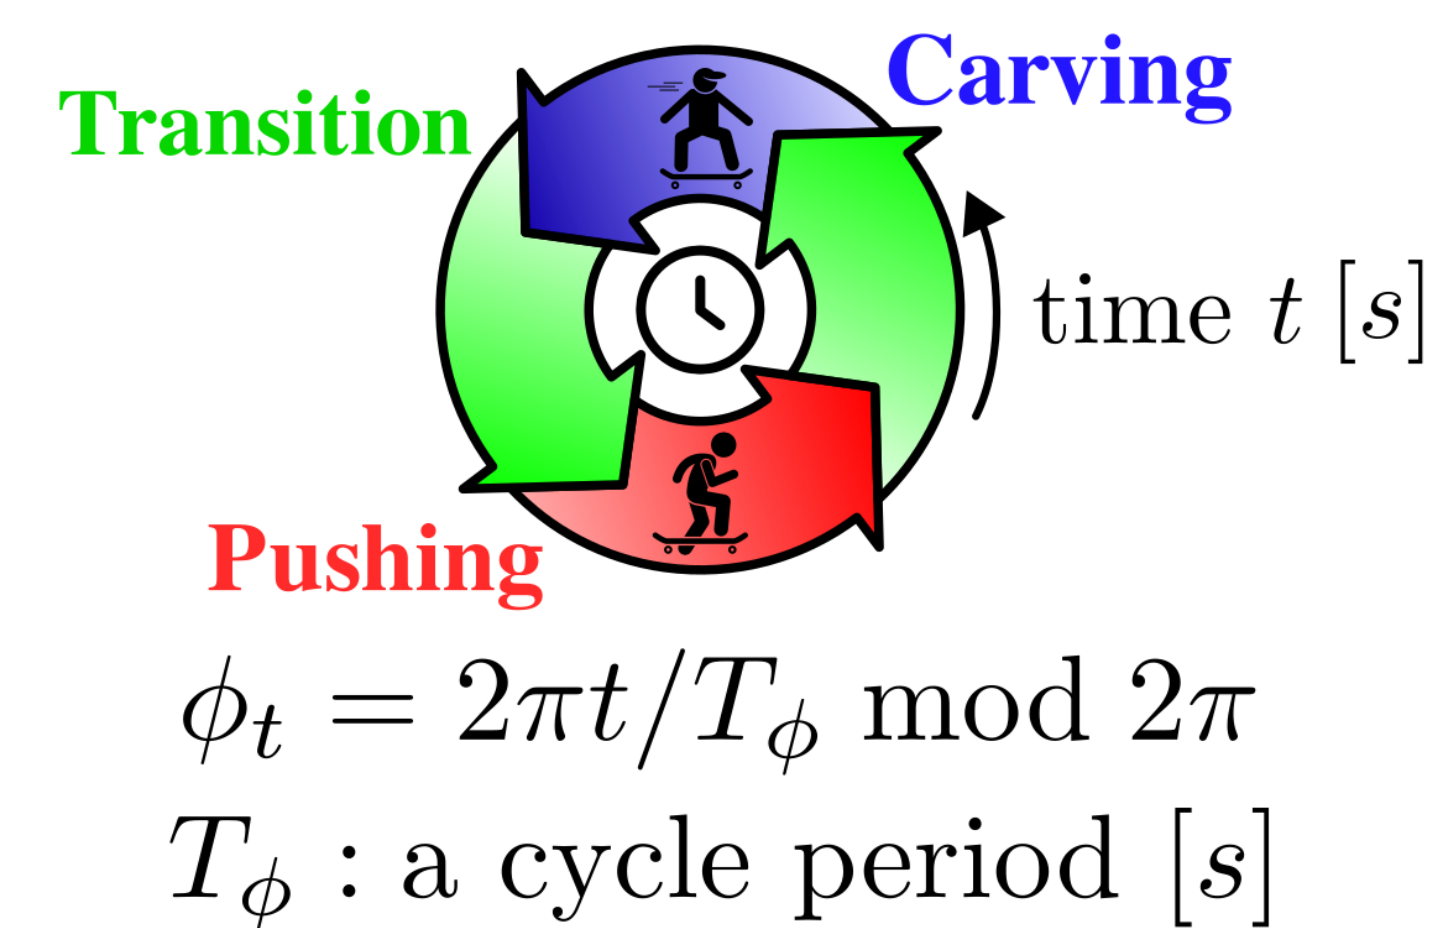 Carving
Transition
time t [s]
Pushing
ϕ_t = 2πt/T_ϕ mod 2π
T_ϕ : a cycle period [s]